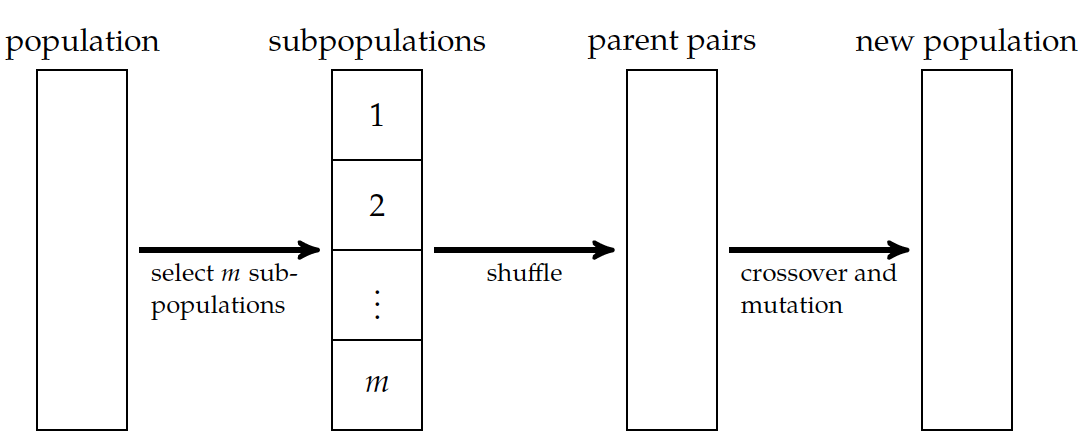 population
subpopulations
parent pairs
new population
1
2
⋮
m
select m sub-
populations
shuffle
crossover and
mutation